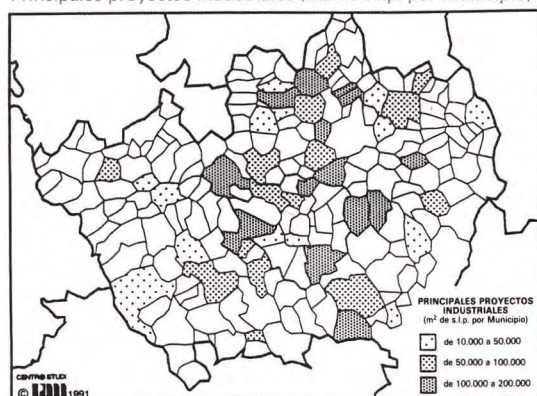 Principales proyectos industriales
PRINCIPALES PROYECTOS
INDUSTRIALES
(m² de s.l.p. por Municipio)
de 10.000 a 50.000
de 50.000 a 100.000
de 100.000 a 200.000
CENTRO STUDI
© 1991